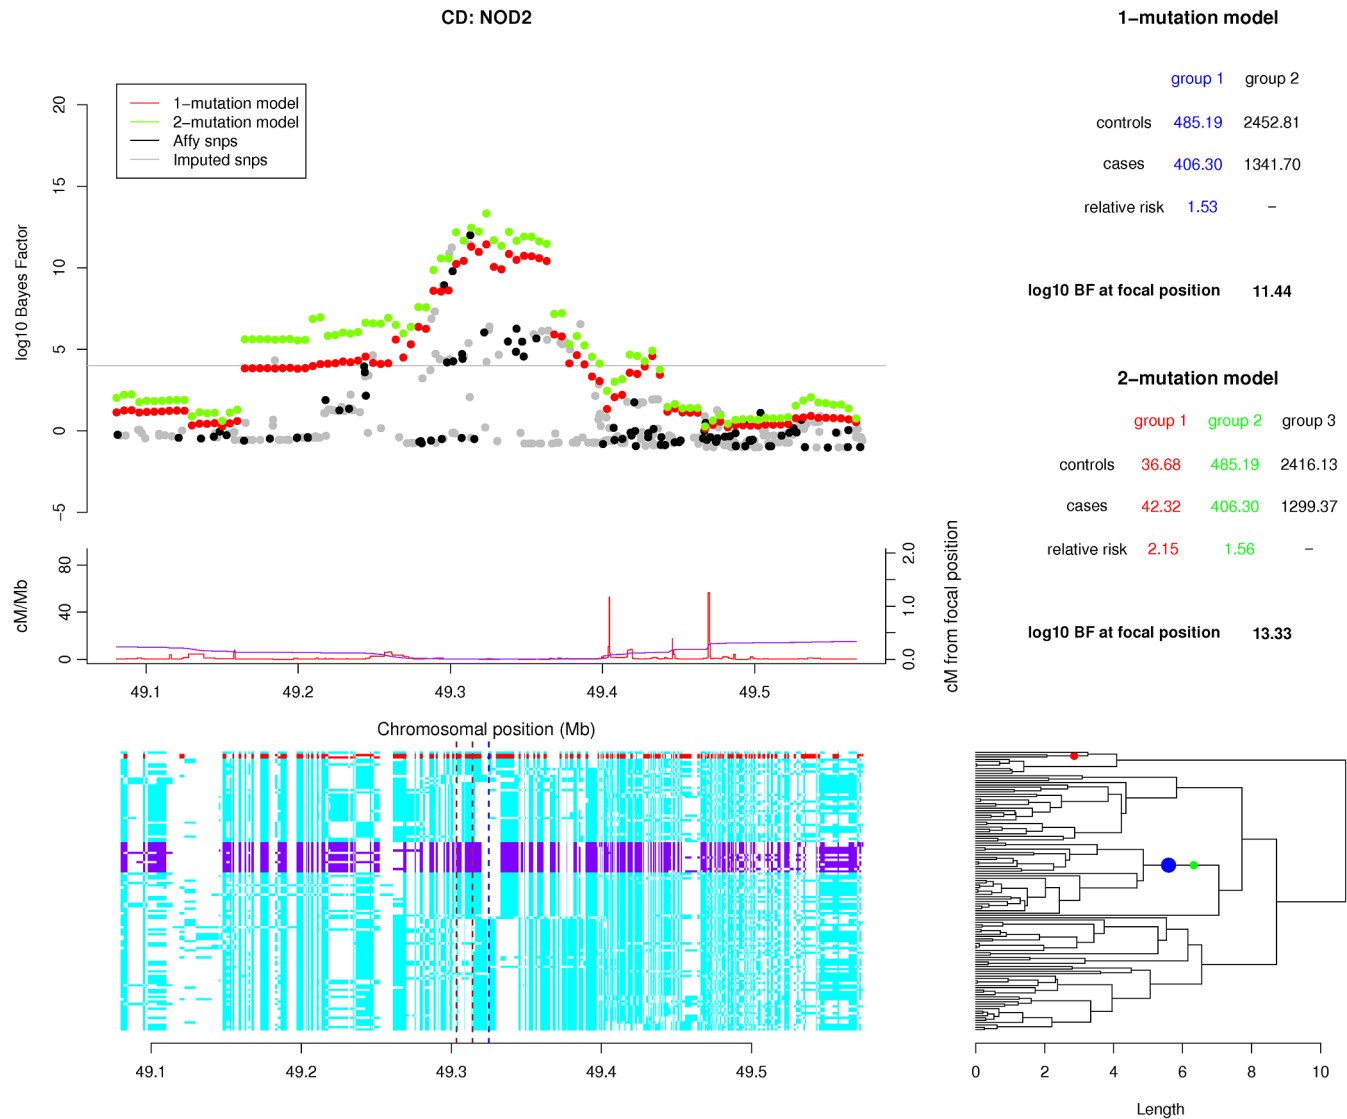 CD: NOD2
1−mutation model
2−mutation model
Affy snps
Imputed snps
log10 Bayes Factor
20
15
10
5
0
−5
cM/Mb
80
40
0
cM from focal position
2.0
1.0
0.0
49.1 49.2 49.3 49.4 49.5
Chromosomal position (Mb)
49.1 49.2 49.3 49.4 49.5
1−mutation model
group 1 group 2
controls 485.19 2452.81
cases 406.30 1341.70
relative risk 1.53 −
log10 BF at focal position 11.44
2−mutation model
group 1 group 2 group 3
controls 36.68 485.19 2416.13
cases 42.32 406.30 1299.37
relative risk 2.15 1.56 −
log10 BF at focal position 13.33
0 2 4 6 8 10
Length